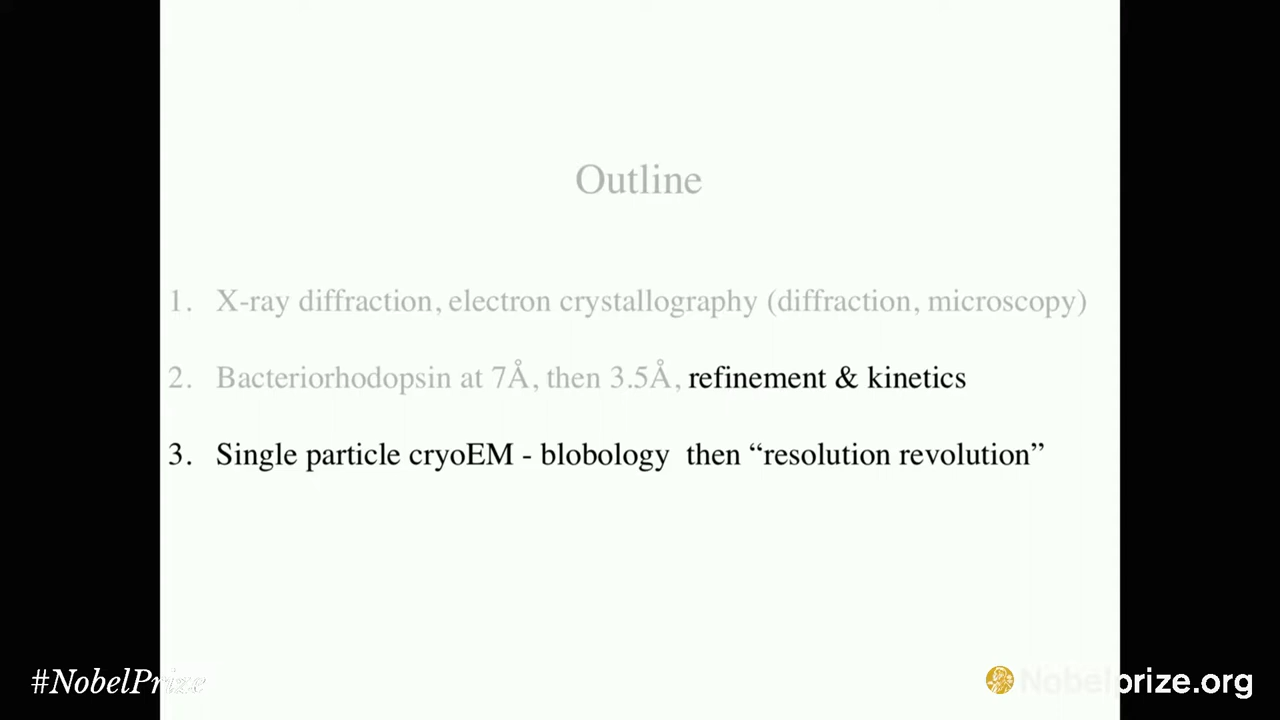 Outline
1. X-ray diffraction, electron crystallography (diffraction, microscopy)
2. Bacteriorhodopsin at 7Å, then 3.5Å, refinement & kinetics
3. Single particle cryoEM - blobology then “resolution revolution”
#NobelPrize
Nobelprize.org